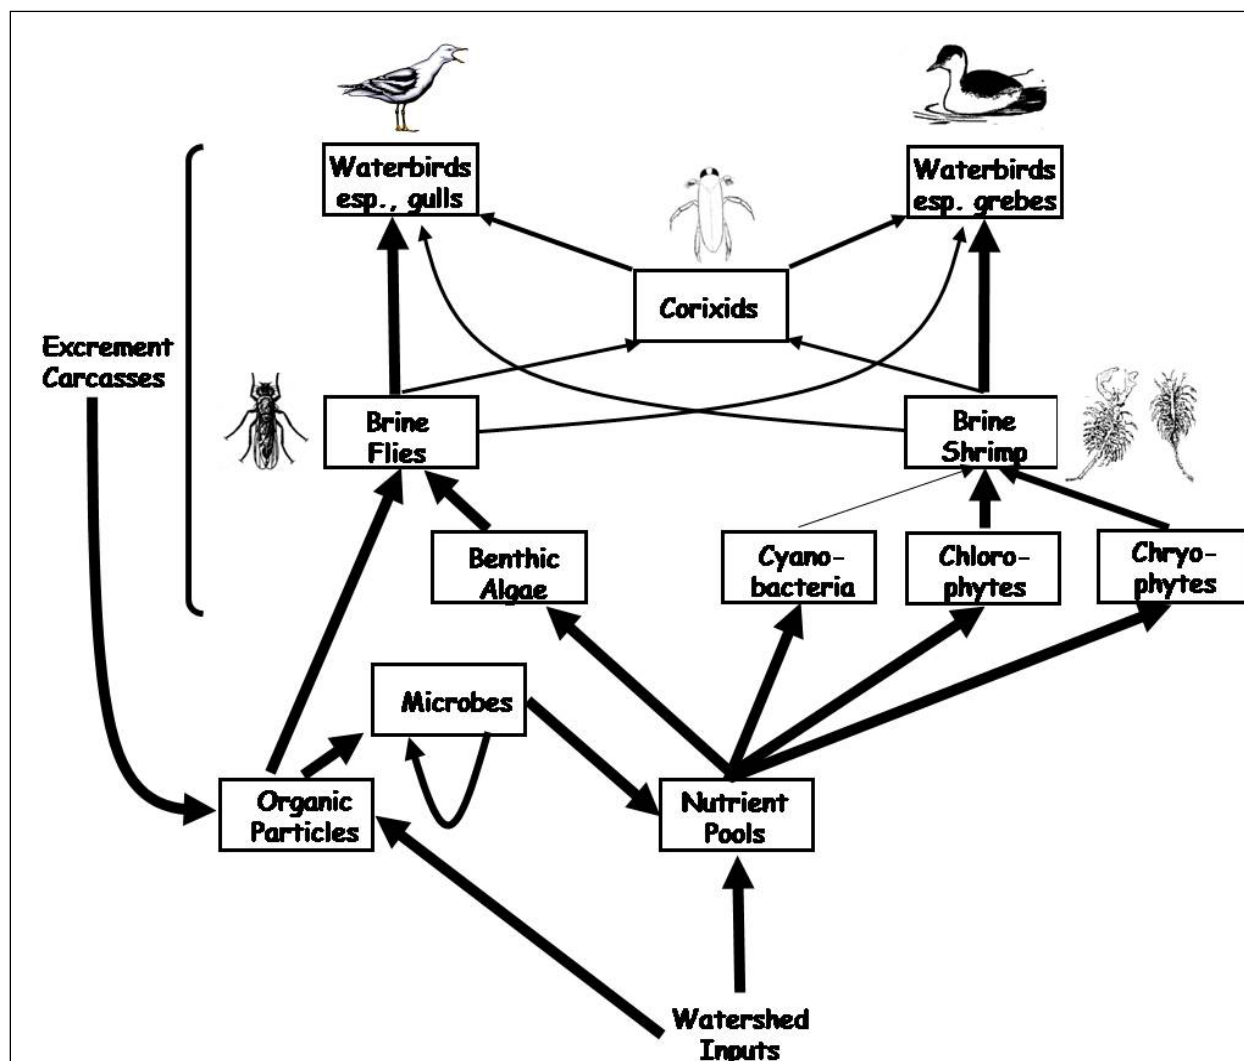 Waterbirds
esp., gulls
Waterbirds
esp. grebes
Corixids
Excrement
Carcasses
Brine
Flies
Brine
Shrimp
Benthic
Algae
Cyano-
bacteria
Chloro-
phytes
Chryo-
phytes
Microbes
Organic
Particles
Nutrient
Pools
Watershed
Inputs